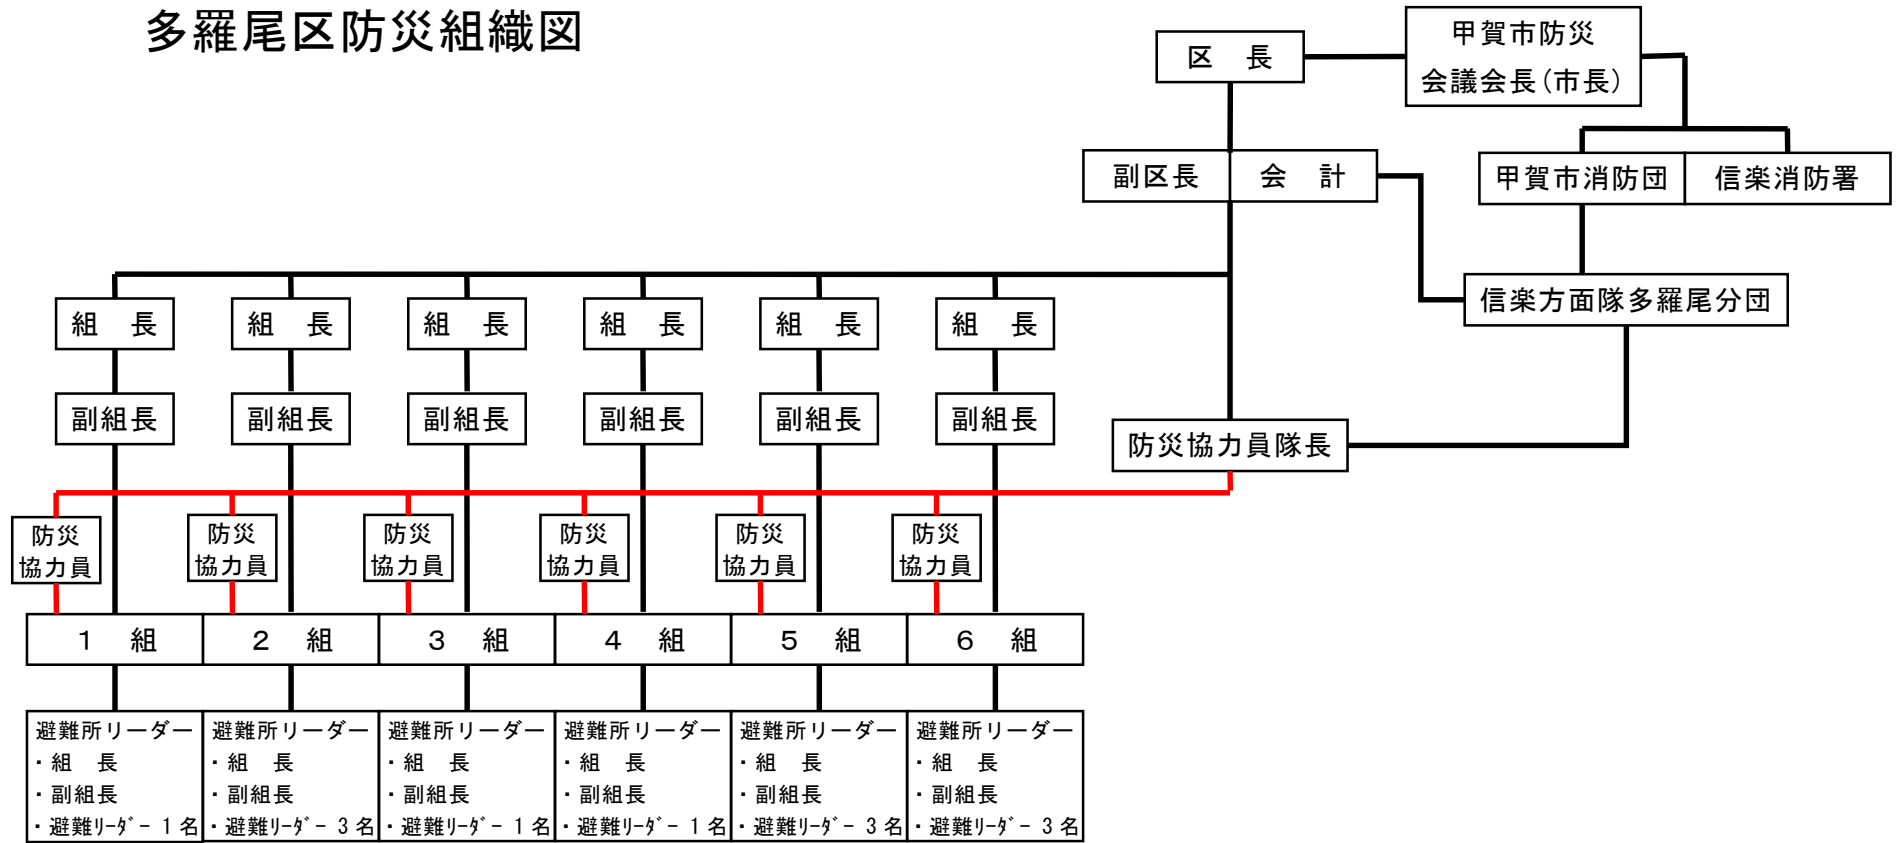 多羅尾区防災組織図
区　長
甲賀市防災
会議会長（市長）
副区長
会　計
甲賀市消防団
信楽消防署
信楽方面隊多羅尾分団
組　長
組　長
組　長
組　長
組　長
組　長
副組長
副組長
副組長
副組長
副組長
副組長
防災協力員隊長
防災
協力員
防災
協力員
防災
協力員
防災
協力員
防災
協力員
防災
協力員
１　組
２　組
３　組
４　組
５　組
６　組
避難所リーダー
・組　長
・副組長
・避難ﾘｰﾀﾞｰ 1名
避難所リーダー
・組　長
・副組長
・避難ﾘｰﾀﾞｰ 3名
避難所リーダー
・組　長
・副組長
・避難ﾘｰﾀﾞｰ 1名
避難所リーダー
・組　長
・副組長
・避難ﾘｰﾀﾞｰ 1名
避難所リーダー
・組　長
・副組長
・避難ﾘｰﾀﾞｰ 3名
避難所リーダー
・組　長
・副組長
・避難ﾘｰﾀﾞｰ 3名